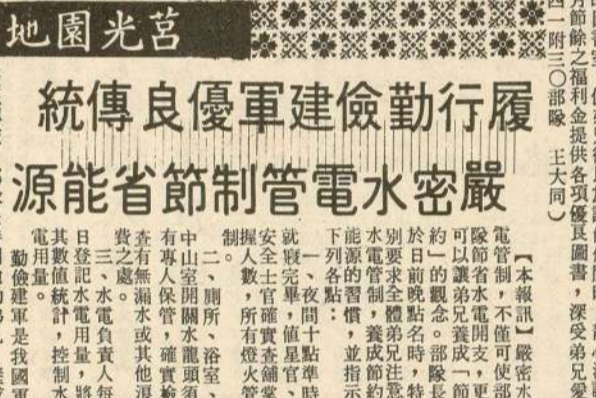 月節餘之福利金提供各項優良圖書，深受弟兄愛
四一附三○部隊　王大同）
莒光園地
履行勤儉建軍優良傳統
嚴密水電管制節省能源
【本報訊】嚴密水
電管制，不僅可使部
隊節省水電開支，更
可以讓弟兄養成「節
約」的觀念。部隊長
於日前晚點名時，特
別要求全體弟兄注意
水電管制，養成節約
能源的習慣，並指示
下列各點：
一、夜間十點準時
就寢完畢，值星官、
安全士官確實查舖掌
握人數，所有燈火管
制。
二、廁所、浴室、
中山室開關水龍頭須
有專人保管，確實檢
查有無漏水或其他浪
費之處。
三、水電負責人每
日登記水電用量，將
其數值統計，控制水
電用量。
勤儉建軍是我國軍